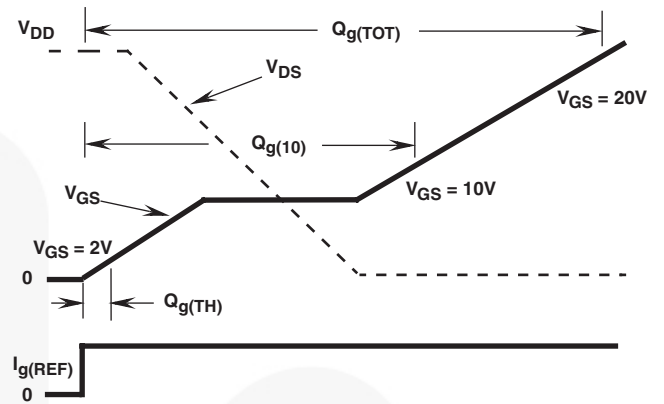 V_DD
Q_g(TOT)
V_DS
V_GS = 20V
Q_g(10)
V_GS
V_GS = 10V
V_GS = 2V
0
Q_g(TH)
I_g(REF)
0